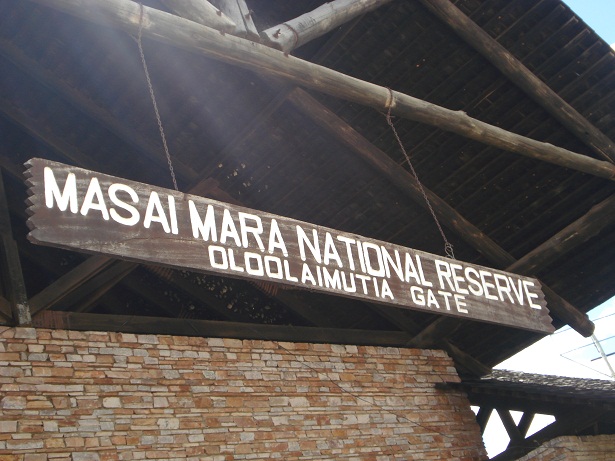 MASAI MARA NATIONAL RESERVE
OLOOLAIMUTIA GATE